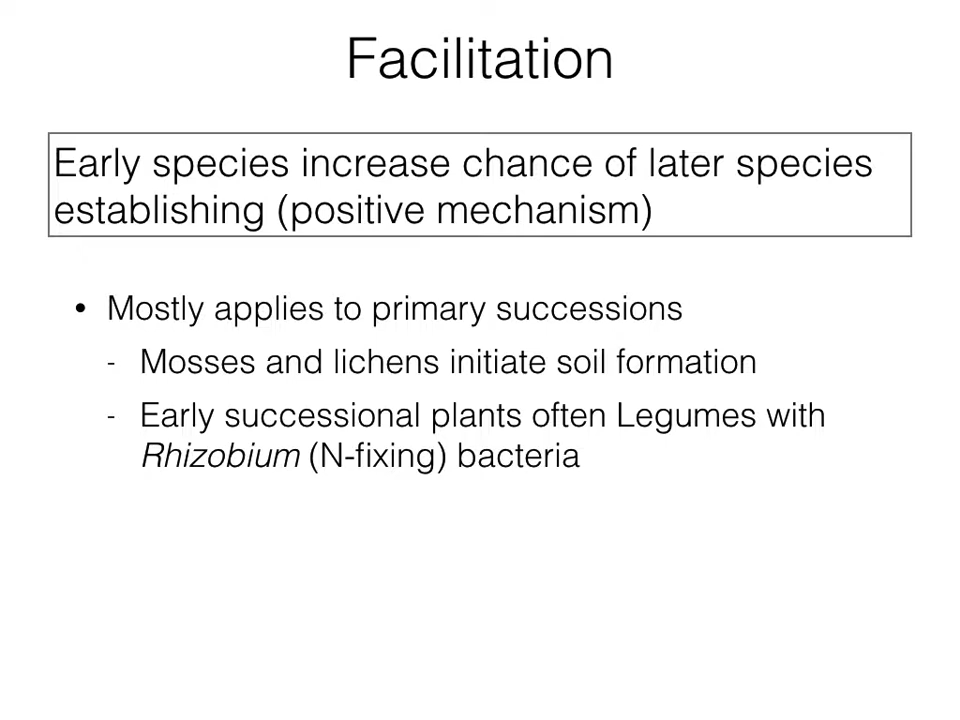 Facilitation
Early species increase chance of later species
establishing (positive mechanism)
• Mostly applies to primary successions
- Mosses and lichens initiate soil formation
- Early successional plants often Legumes with
Rhizobium (N-fixing) bacteria